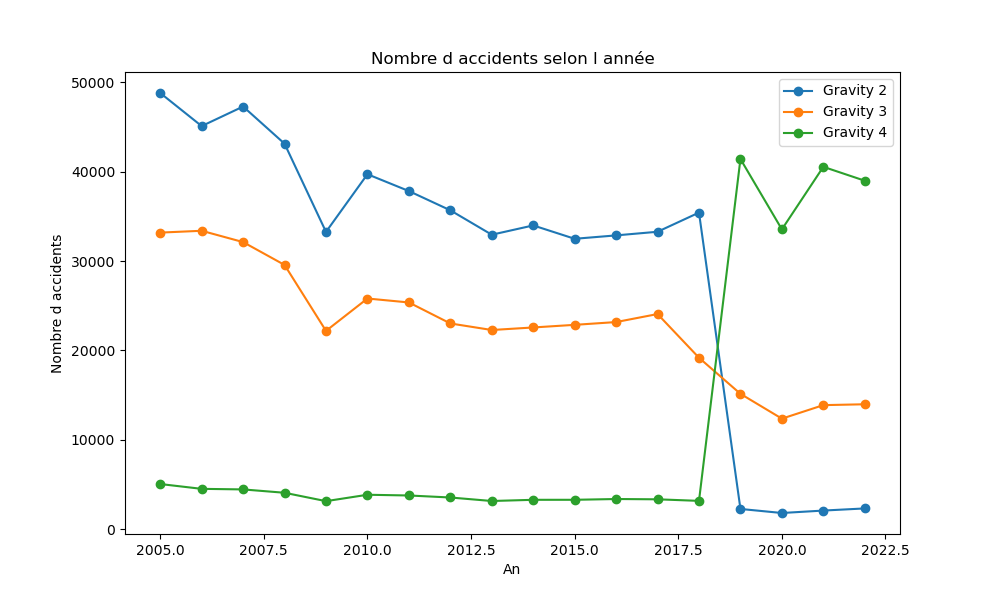 Nombre d accidents selon l année
Gravity 2
Gravity 3
Gravity 4
Nombre d accidents
50000
40000
30000
20000
10000
0
2005.0 2007.5 2010.0 2012.5 2015.0 2017.5 2020.0 2022.5
An